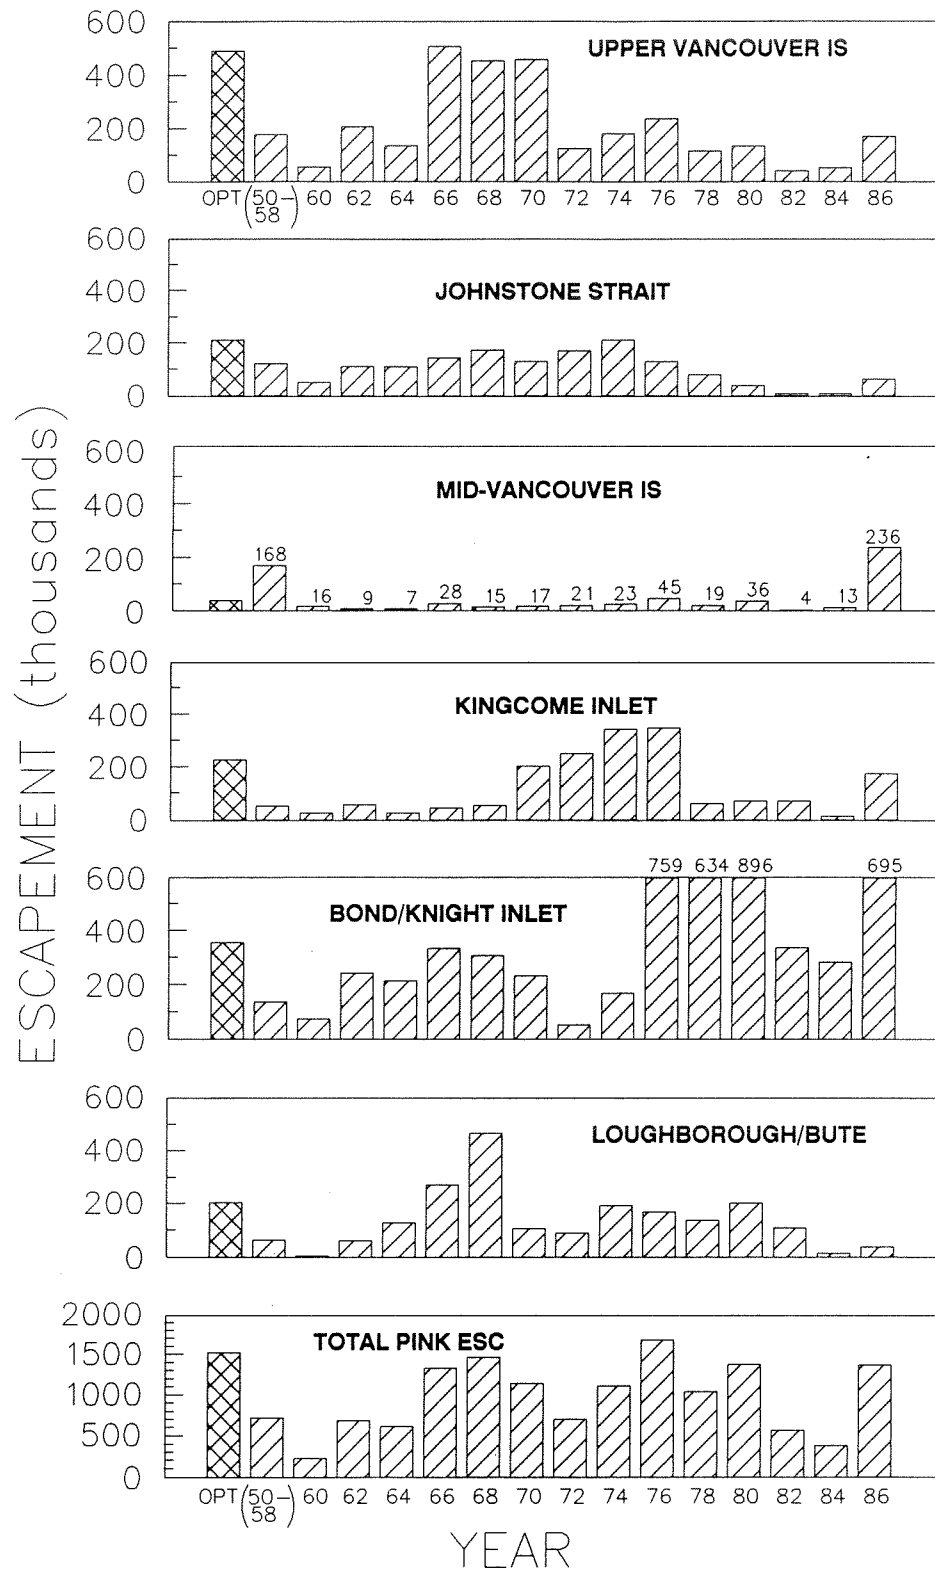 ESCAPEMENT (thousands)
600
UPPER VANCOUVER IS
400
200
0
OPT (50-58) 60 62 64 66 68 70 72 74 76 78 80 82 84 86
600
JOHNSTONE STRAIT
400
200
0
600
MID-VANCOUVER IS
400
200
0
168 16 9 7 28 15 17 21 23 45 19 36 4 13 236
600
KINGCOME INLET
400
200
0
759 634 896 695
600
BOND/KNIGHT INLET
400
200
0
600
LOUGHBOROUGH/BUTE
400
200
0
2000
TOTAL PINK ESC
1500
1000
500
0
OPT (50-58) 60 62 64 66 68 70 72 74 76 78 80 82 84 86
YEAR